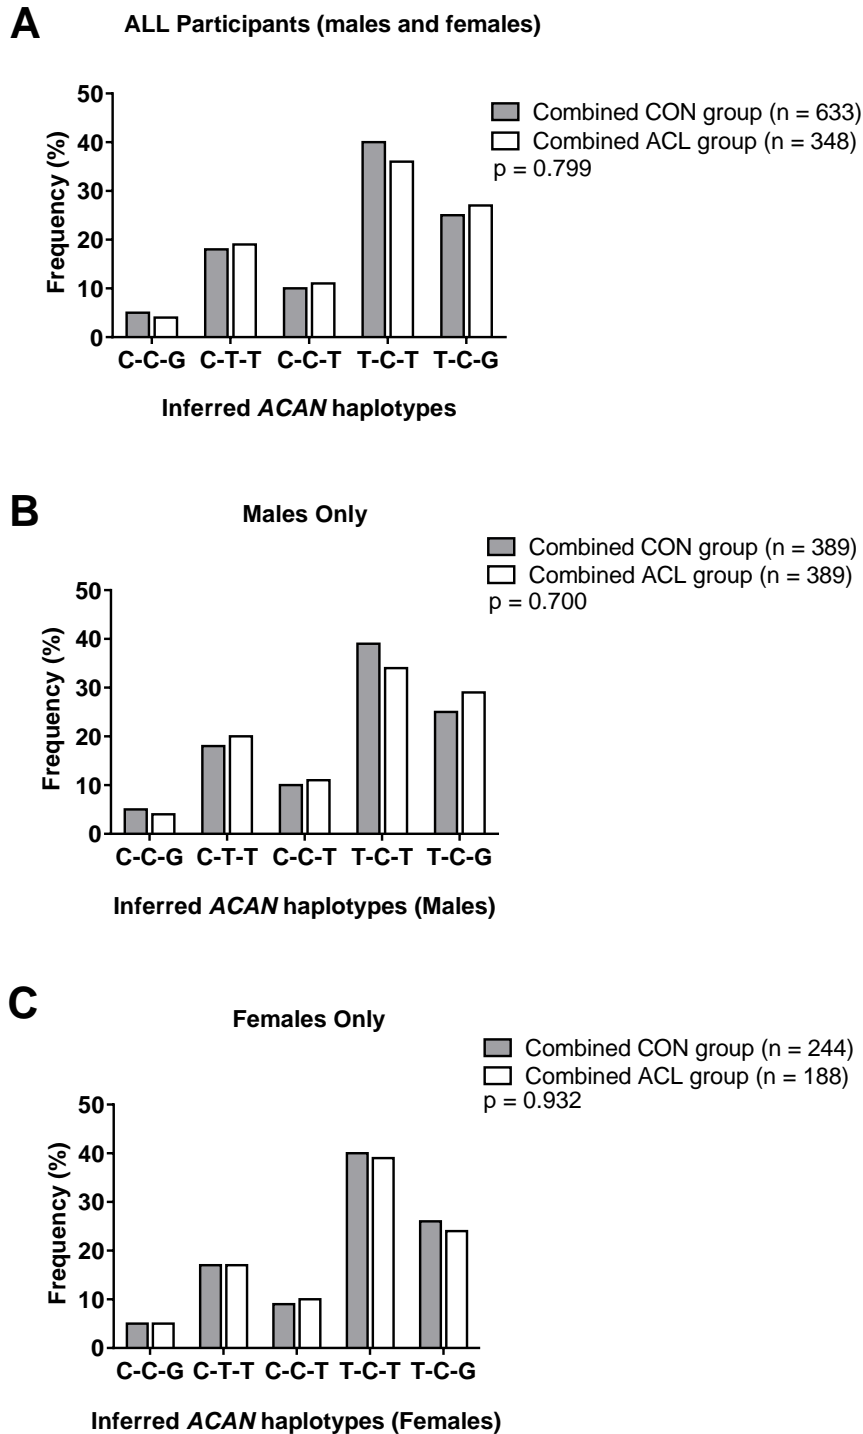 A
ALL Participants (males and females)
50
40
30
20
10
0
Frequency (%)
Combined CON group (n = 633)
Combined ACL group (n = 348)
p = 0.799
C-C-G C-T-T C-C-T T-C-T T-C-G
Inferred ACAN haplotypes
B
Males Only
50
40
30
20
10
0
Frequency (%)
Combined CON group (n = 389)
Combined ACL group (n = 389)
p = 0.700
C-C-G C-T-T C-C-T T-C-T T-C-G
Inferred ACAN haplotypes (Males)
C
Females Only
50
40
30
20
10
0
Frequency (%)
Combined CON group (n = 244)
Combined ACL group (n = 188)
p = 0.932
C-C-G C-T-T C-C-T T-C-T T-C-G
Inferred ACAN haplotypes (Females)